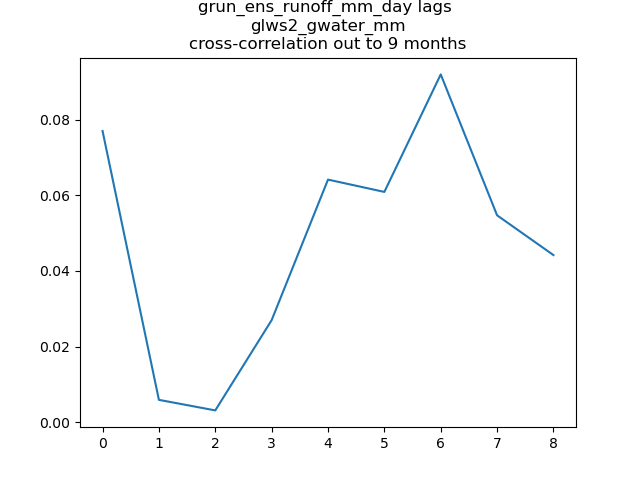 grun_ens_runoff_mm_day lags
glws2_gwater_mm
cross-correlation out to 9 months
0.08
0.06
0.04
0.02
0.00
0 1 2 3 4 5 6 7 8